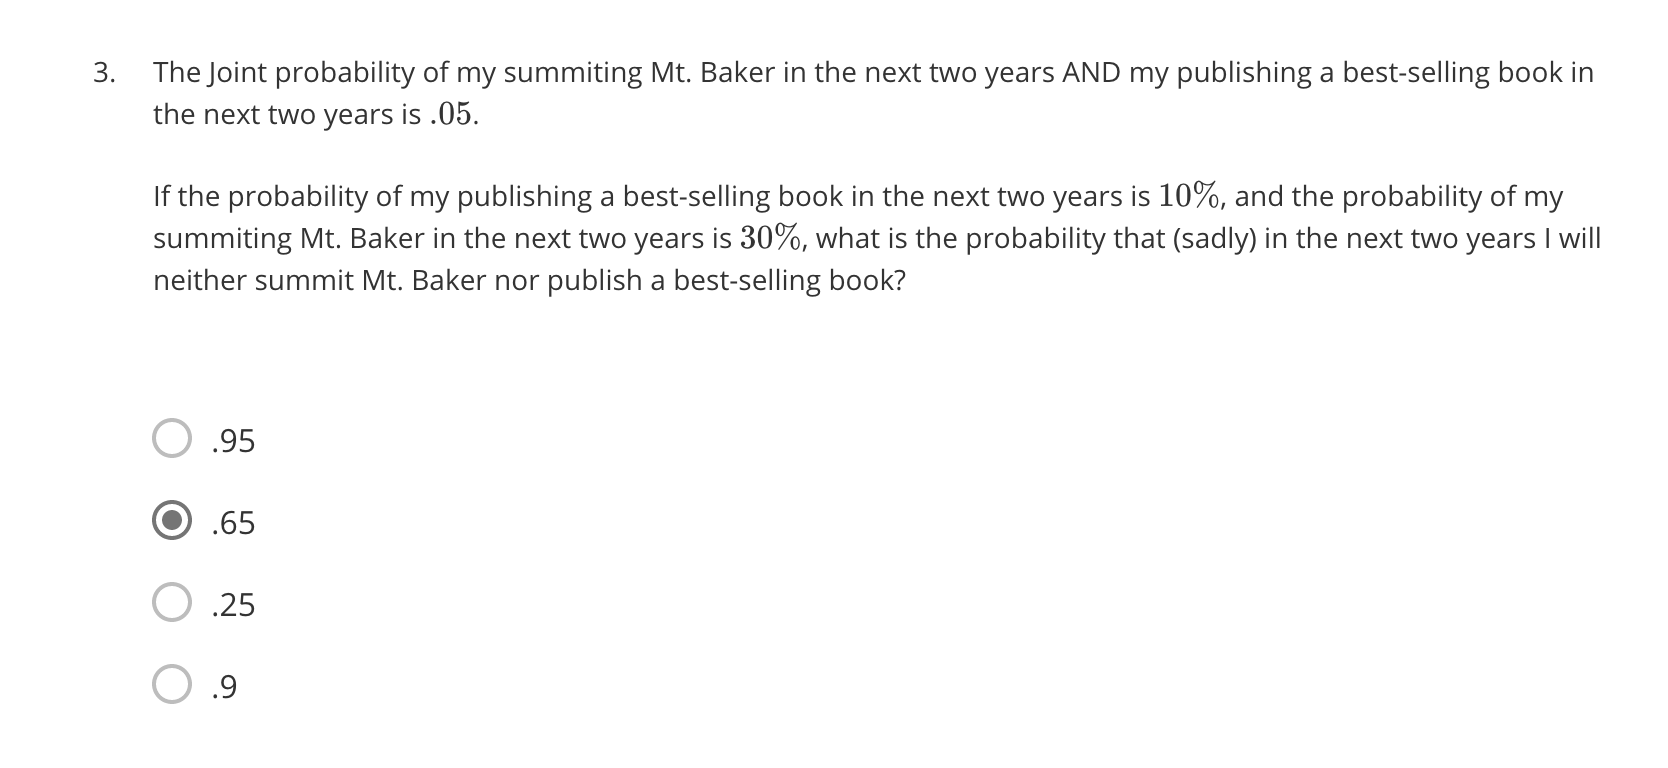 3. The Joint probability of my summiting Mt. Baker in the next two years AND my publishing a best-selling book in
the next two years is .05.
If the probability of my publishing a best-selling book in the next two years is 10%, and the probability of my
summiting Mt. Baker in the next two years is 30%, what is the probability that (sadly) in the next two years I will
neither summit Mt. Baker nor publish a best-selling book?
.95
.65
.25
.9